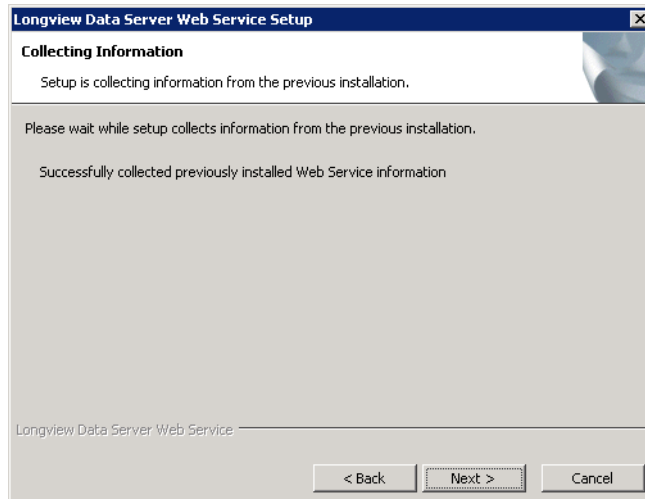 Longview Data Server Web Service Setup
Collecting Information
Setup is collecting information from the previous installation.
Please wait while setup collects information from the previous installation.
Successfully collected previously installed Web Service information
Longview Data Server Web Service
< Back
Next >
Cancel